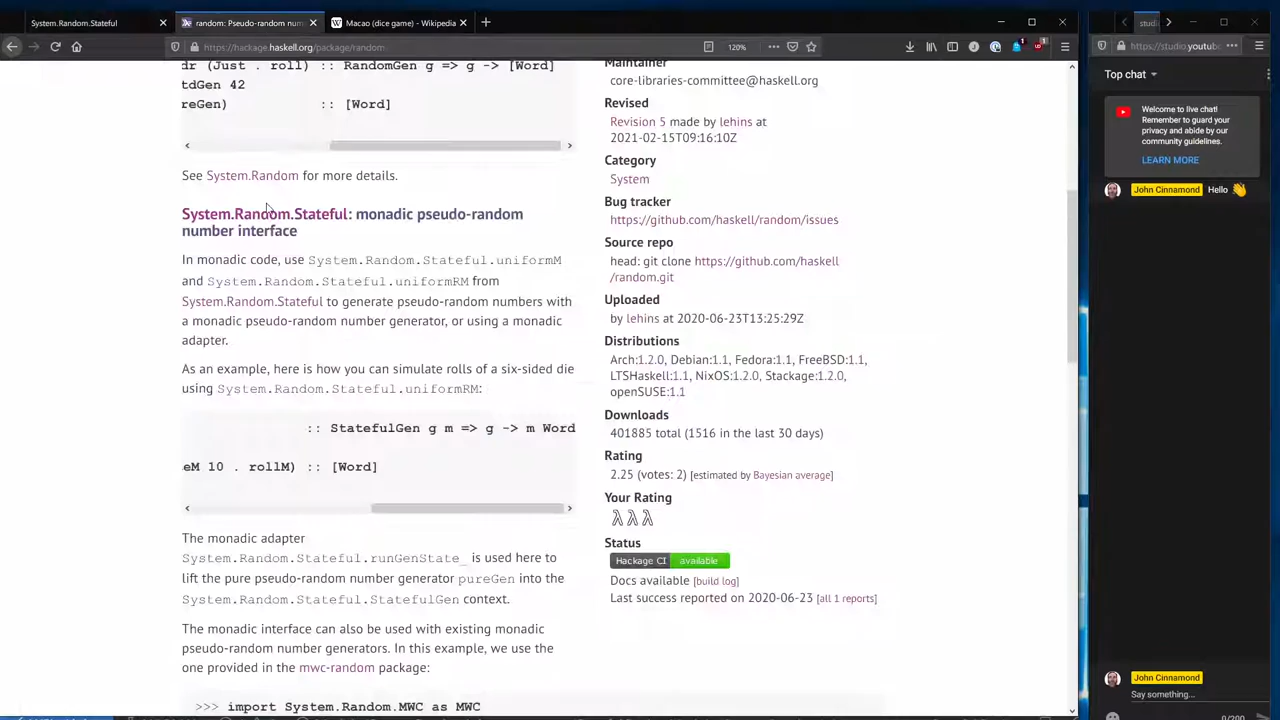 System.Random.Stateful
random: Pseudo-random num
Macao (dice game) - Wikipedia
studi
https://hackage.haskell.org/package/random
120%
https://studio.youtube
dr (Just . roll) :: RandomGen g => g -> [Word]
tdGen 42
reGen) :: [Word]
See System.Random for more details.
System.Random.Stateful: monadic pseudo-random
number interface
In monadic code, use System.Random.Stateful.uniformM
and System.Random.Stateful.uniformRM from
System.Random.Stateful to generate pseudo-random numbers with
a monadic pseudo-random number generator, or using a monadic
adapter.
As an example, here is how you can simulate rolls of a six-sided die
using System.Random.Stateful.uniformRM:
:: StatefulGen g m => g -> m Word
eM 10 . rollM) :: [Word]
The monadic adapter
System.Random.Stateful.runGenState_ is used here to
lift the pure pseudo-random number generator pureGen into the
System.Random.Stateful.StatefulGen context.
The monadic interface can also be used with existing monadic
pseudo-random number generators. In this example, we use the
one provided in the mwc-random package:
>>> import System.Random.MWC as MWC
Maintainer
core-libraries-committee@haskell.org
Revised
Revision 5 made by lehins at
2021-02-15T09:16:10Z
Category
System
Bug tracker
https://github.com/haskell/random/issues
Source repo
head: git clone https://github.com/haskell
/random.git
Uploaded
by lehins at 2020-06-23T13:25:29Z
Distributions
Arch:1.2.0, Debian:1.1, Fedora:1.1, FreeBSD:1.1,
LTSHaskell:1.1, NixOS:1.2.0, Stackage:1.2.0,
openSUSE:1.1
Downloads
401885 total (1516 in the last 30 days)
Rating
2.25 (votes: 2) [estimated by Bayesian average]
Your Rating
λ λ λ
Status
Hackage CI available
Docs available [build log]
Last success reported on 2020-06-23 [all 1 reports]
Top chat
Welcome to live chat!
Remember to guard your
privacy and abide by our
community guidelines.
LEARN MORE
John Cinnamond Hello 👋
John Cinnamond
Say something...
0/200